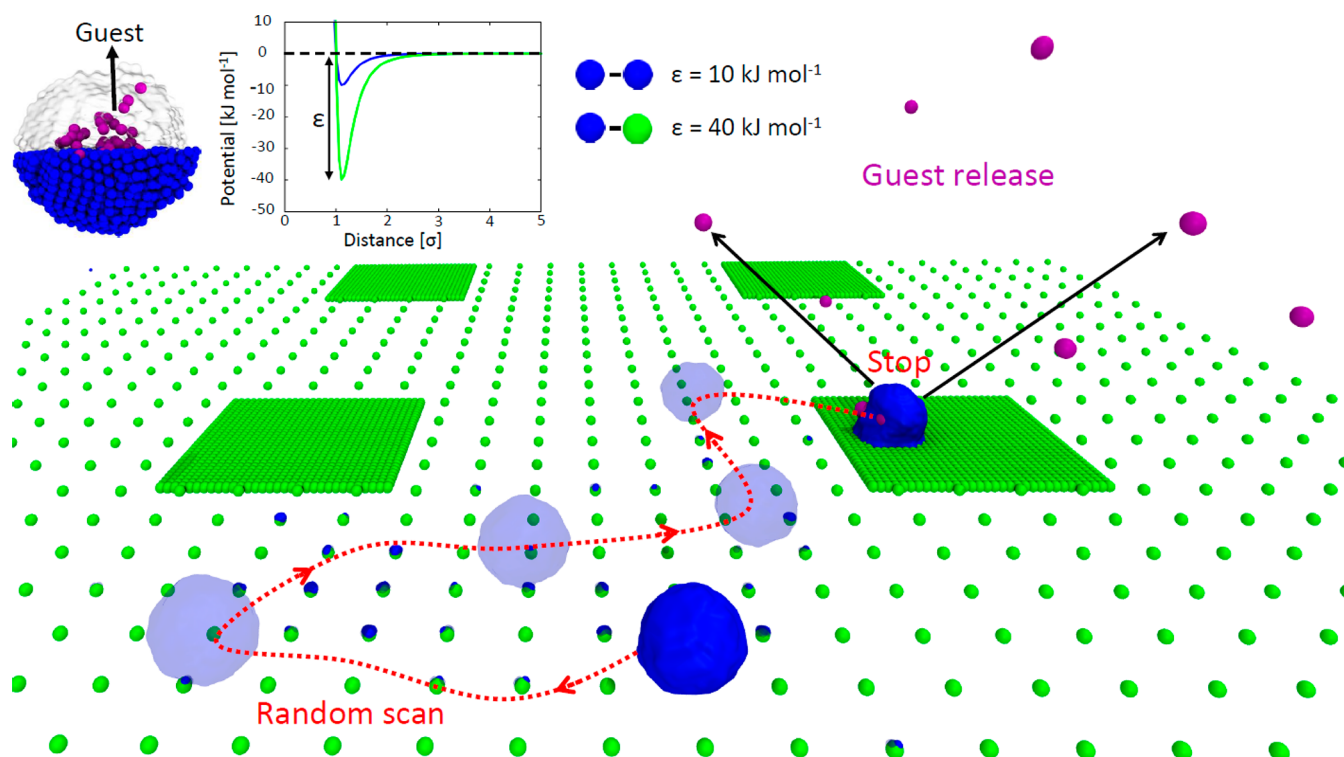 Guest
10
0
-10
-20
-30
-40
-50
0 1 2 3 4 5
Potential [kJ mol⁻¹]
Distance [σ]
ε
ε = 10 kJ mol⁻¹
ε = 40 kJ mol⁻¹
Guest release
Stop
Random scan